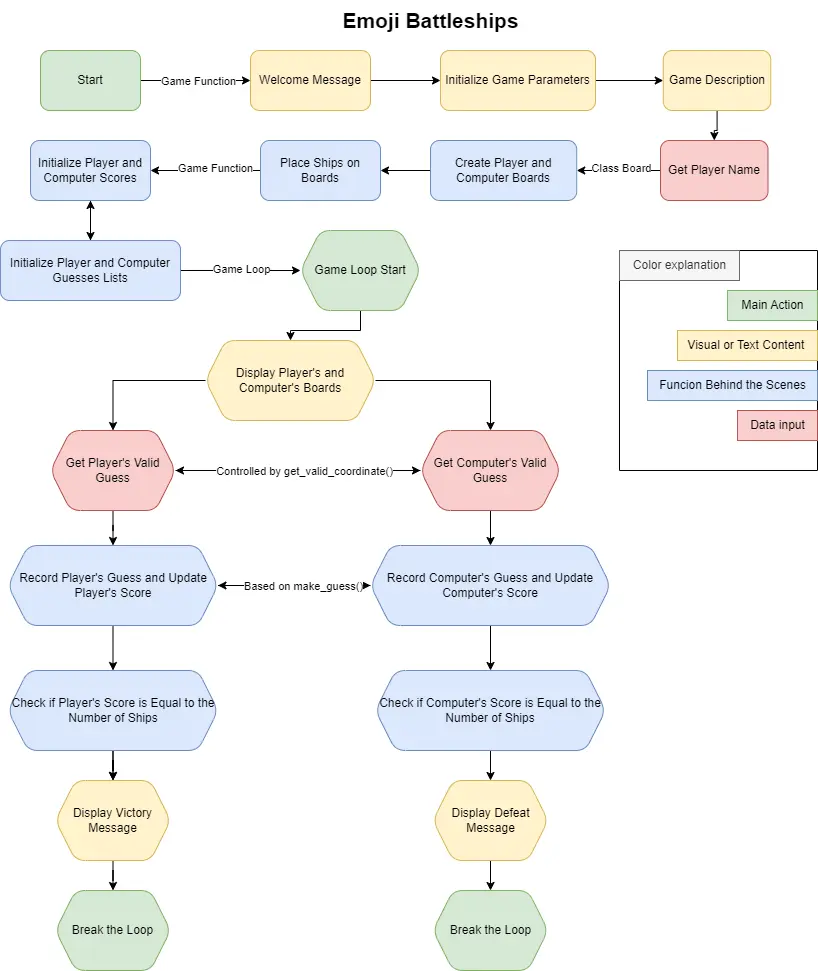 Emoji Battleships
Start
Game Function
Welcome Message
Initialize Game Parameters
Game Description
Initialize Player and
Computer Scores
Game Function
Place Ships on
Boards
Create Player and
Computer Boards
Class Board
Get Player Name
Initialize Player and Computer
Guesses Lists
Game Loop
Game Loop Start
Color explanation
Main Action
Visual or Text Content
Funcion Behind the Scenes
Data input
Display Player's and
Computer's Boards
Get Player's Valid
Guess
Controlled by get_valid_coordinate()
Get Computer's Valid
Guess
Record Player's Guess and Update
Player's Score
Based on make_guess()
Record Computer's Guess and Update
Computer's Score
Check if Player's Score is Equal to the
Number of Ships
Check if Computer's Score is Equal to the
Number of Ships
Display Victory
Message
Display Defeat
Message
Break the Loop
Break the Loop